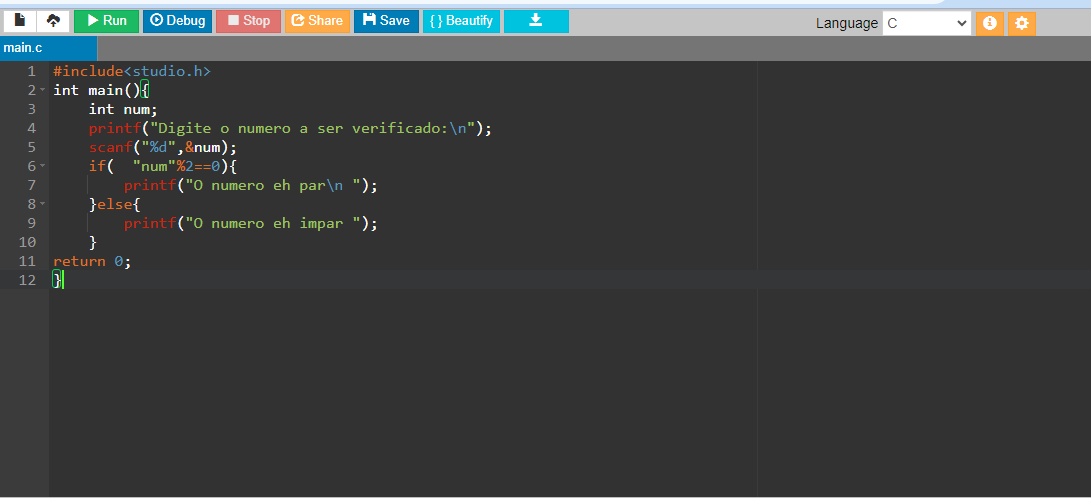 Run Debug Stop Share Save { } Beautify Language C
main.c
1 #include<studio.h>
2 int main(){
3     int num;
4     printf("Digite o numero a ser verificado:\n");
5     scanf("%d",&num);
6     if(  "num"%2==0){
7         printf("O numero eh par\n ");
8     }else{
9         printf("O numero eh impar ");
10     }
11 return 0;
12 }